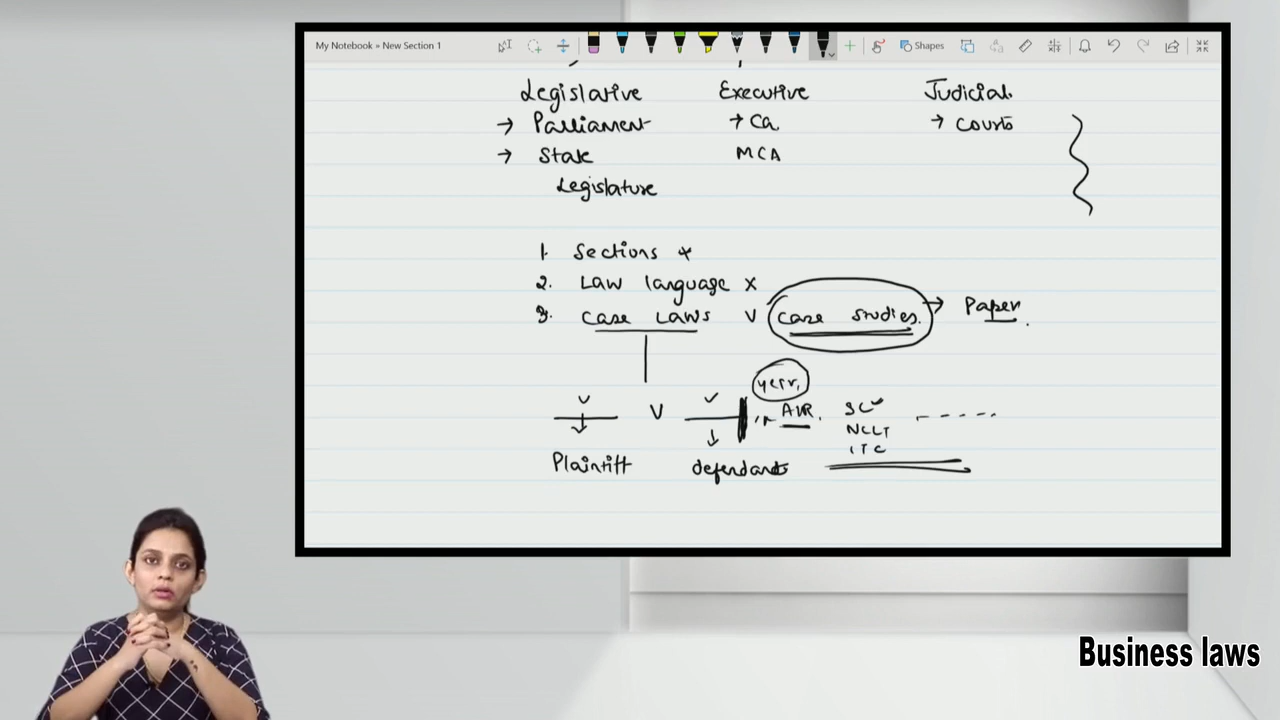 My Notebook » New Section 1
Shapes
Legislative Executive Judicial
→ Parliament → CG → Courts
→ State MCA
Legislature
1. Sections
2. Law language x
3. Case Laws v Case studies. → Paper.
year,
V AIR. SC
NCLT
ITC
Plaintiff defendants
Business laws